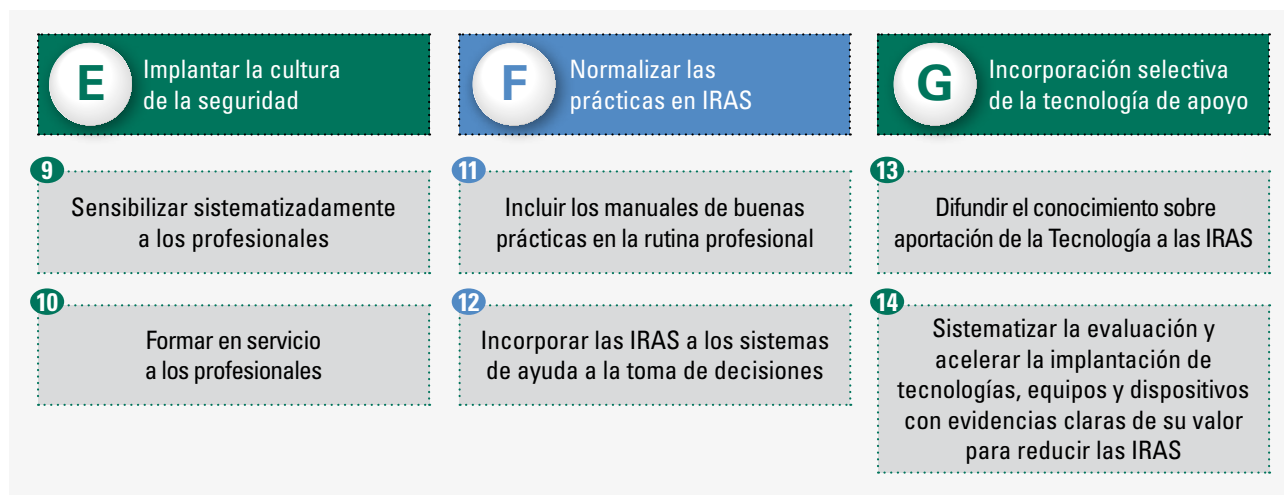 E
Implantar la cultura
de la seguridad
9
Sensibilizar sistematizadamente
a los profesionales
10
Formar en servicio
a los profesionales
F
Normalizar las
prácticas en IRAS
11
Incluir los manuales de buenas
prácticas en la rutina profesional
12
Incorporar las IRAS a los sistemas
de ayuda a la toma de decisiones
G
Incorporación selectiva
de la tecnología de apoyo
13
Difundir el conocimiento sobre
aportación de la Tecnología a las IRAS
14
Sistematizar la evaluación y
acelerar la implantación de
tecnologías, equipos y dispositivos
con evidencias claras de su valor
para reducir las IRAS